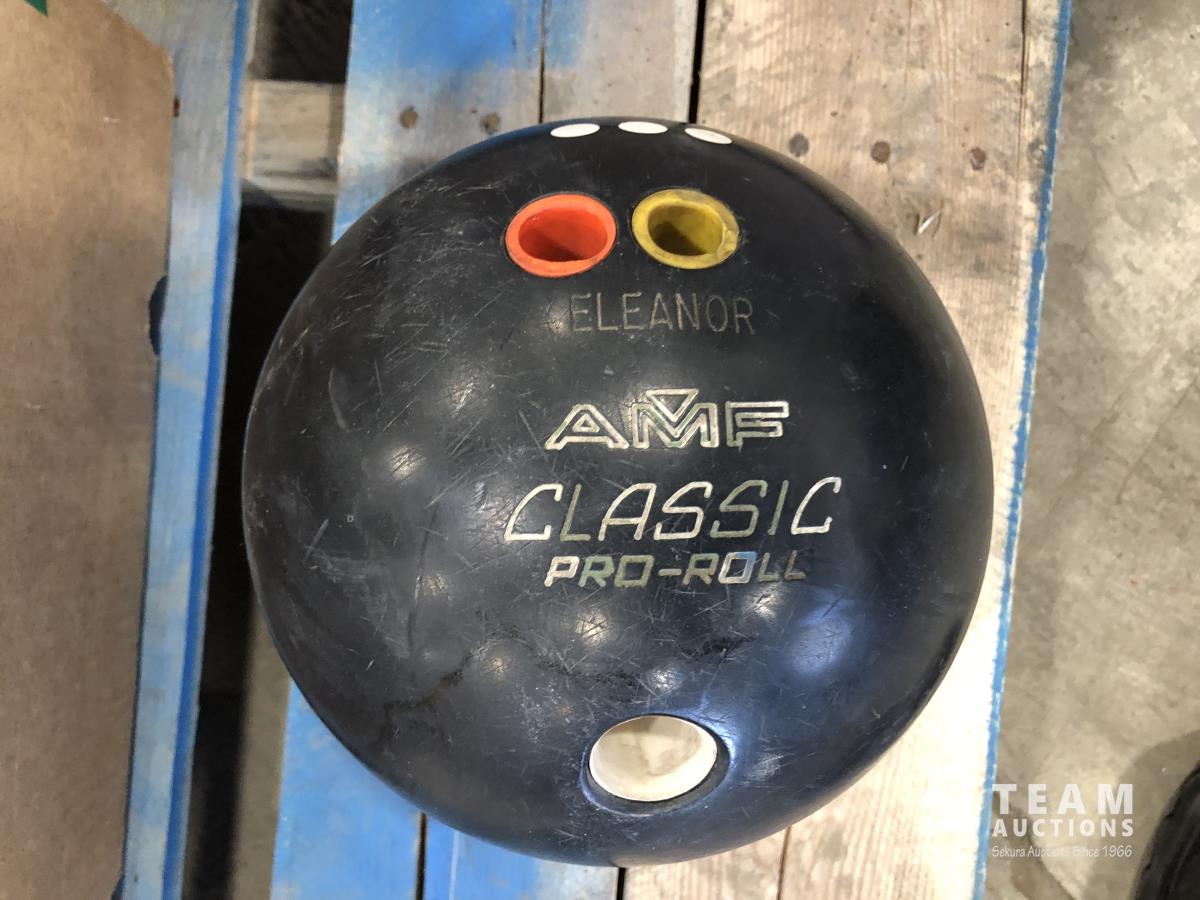 ELEANOR
AMF
CLASSIC
PRO-ROLL
TEAM
AUCTIONS
Sekura Auctions Since 1966